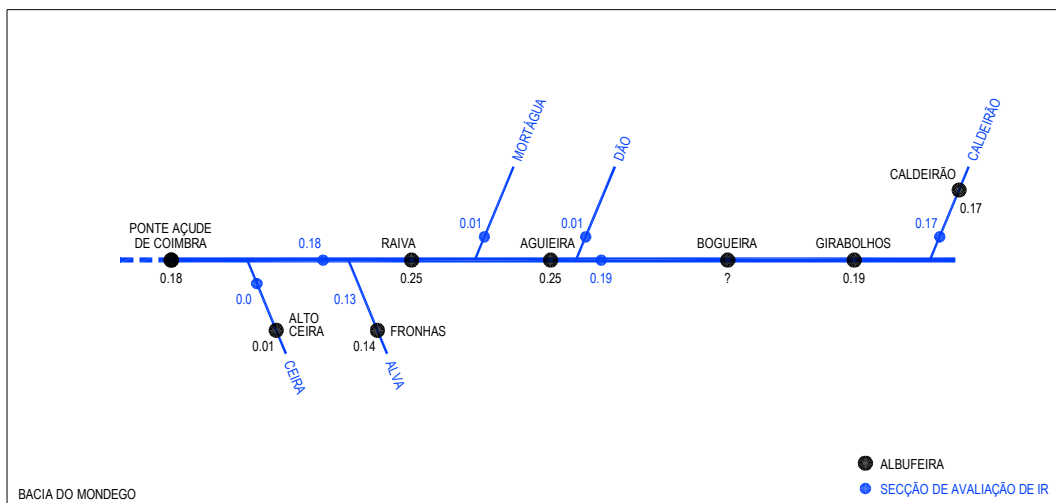 MORTÁGUA
DÃO
CALDEIRÃO
CALDEIRÃO
0.17
0.17
PONTE AÇUDE
DE COIMBRA
0.18
0.18
RAIVA
0.25
0.01
AGUIEIRA
0.25
0.01
0.19
BOGUEIRA
?
GIRABOLHOS
0.19
0.0
ALTO
CEIRA
0.01
CEIRA
0.13
FRONHAS
0.14
ALVA
ALBUFEIRA
SECÇÃO DE AVALIAÇÃO DE IR
BACIA DO MONDEGO